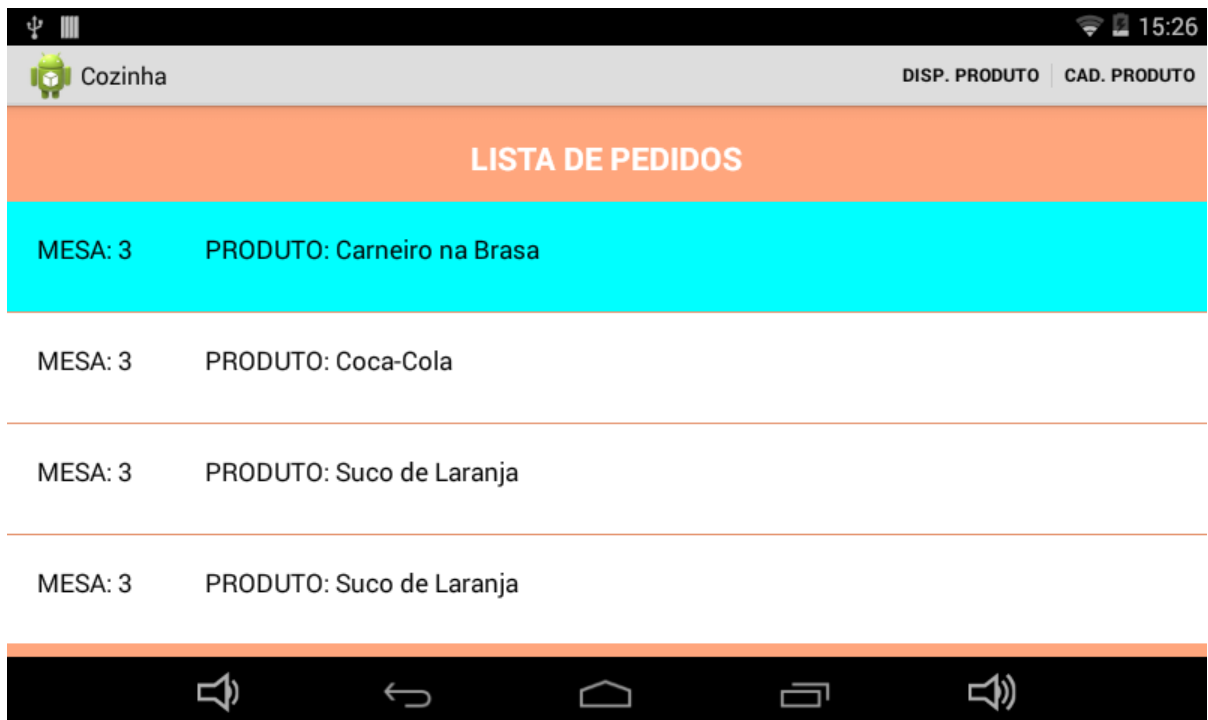 15:26
Cozinha DISP. PRODUTO CAD. PRODUTO
LISTA DE PEDIDOS
MESA: 3 PRODUTO: Carneiro na Brasa
MESA: 3 PRODUTO: Coca-Cola
MESA: 3 PRODUTO: Suco de Laranja
MESA: 3 PRODUTO: Suco de Laranja